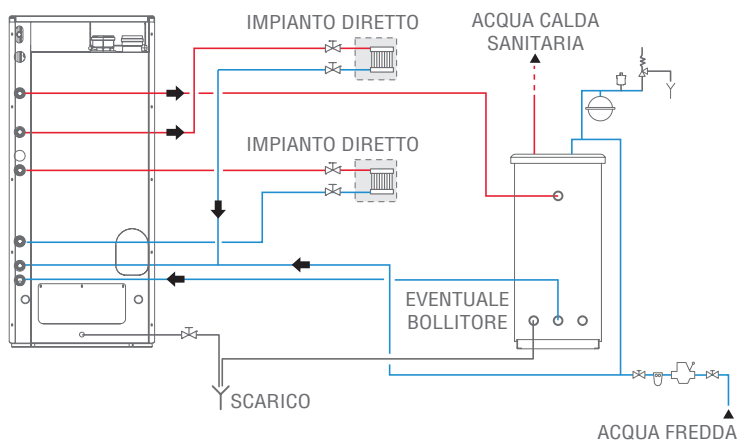 IMPIANTO DIRETTO
ACQUA CALDA
SANITARIA
IMPIANTO DIRETTO
EVENTUALE
BOLLITORE
SCARICO
ACQUA FREDDA